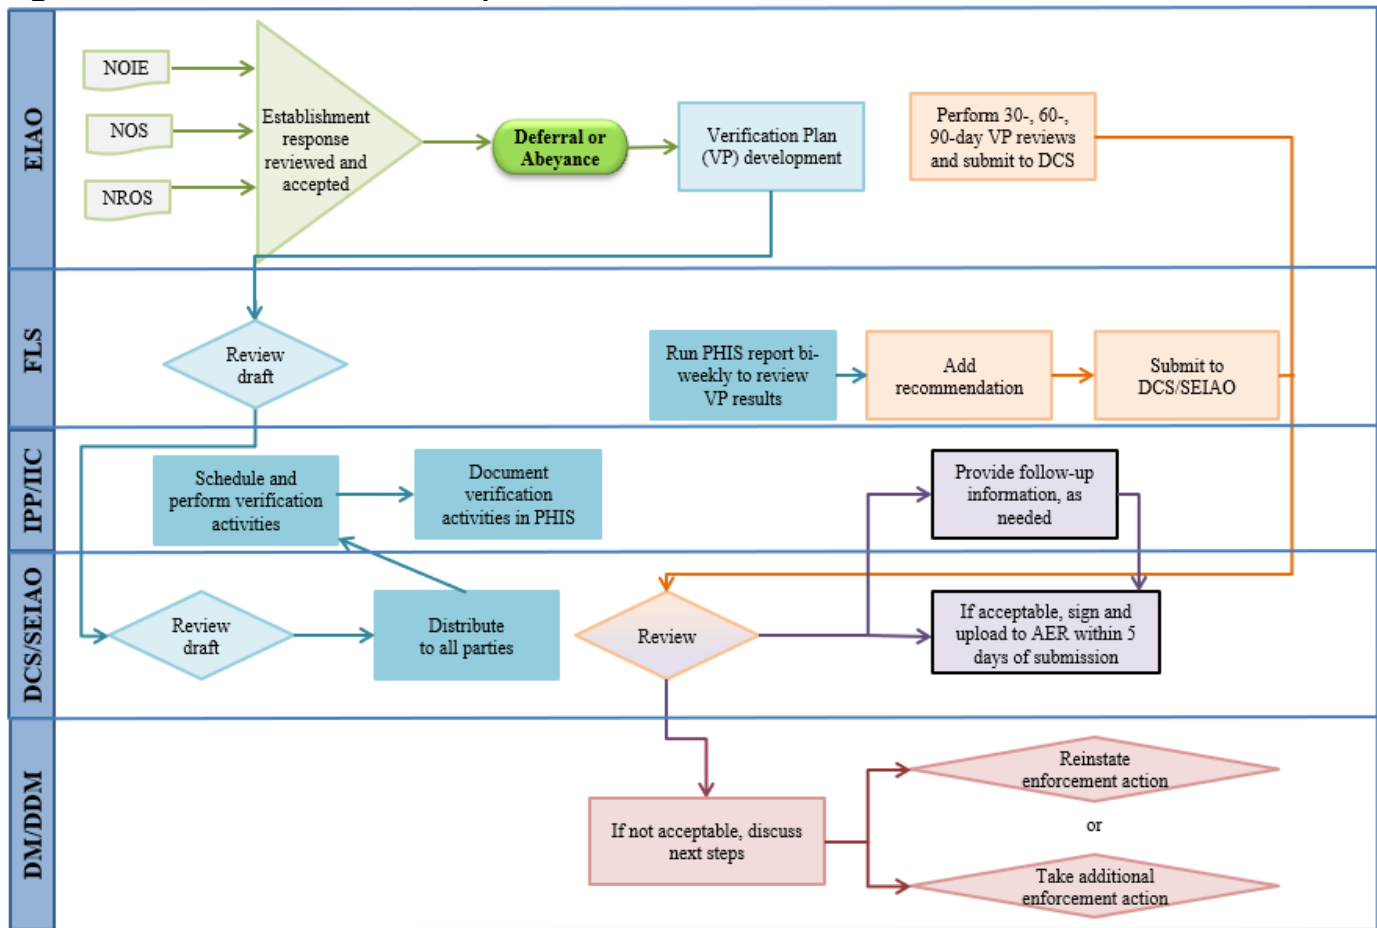 EIAO
NOIE
NOS
NROS
Establishment
response
reviewed and
accepted
Deferral or
Abeyance
Verification Plan
(VP) development
Perform 30-, 60-,
90-day VP reviews
and submit to DCS
FLS
Review
draft
Run PHIS report bi-
weekly to review
VP results
Add
recommendation
Submit to
DCS/SEIAO
IPP/IIC
Schedule and
perform verification
activities
Document
verification
activities in PHIS
Provide follow-up
information, as
needed
DCS/SEIAO
Review
draft
Distribute
to all parties
Review
If acceptable, sign and
upload to AER within 5
days of submission
DM/DDM
If not acceptable, discuss
next steps
Reinstate
enforcement action
or
Take additional
enforcement action